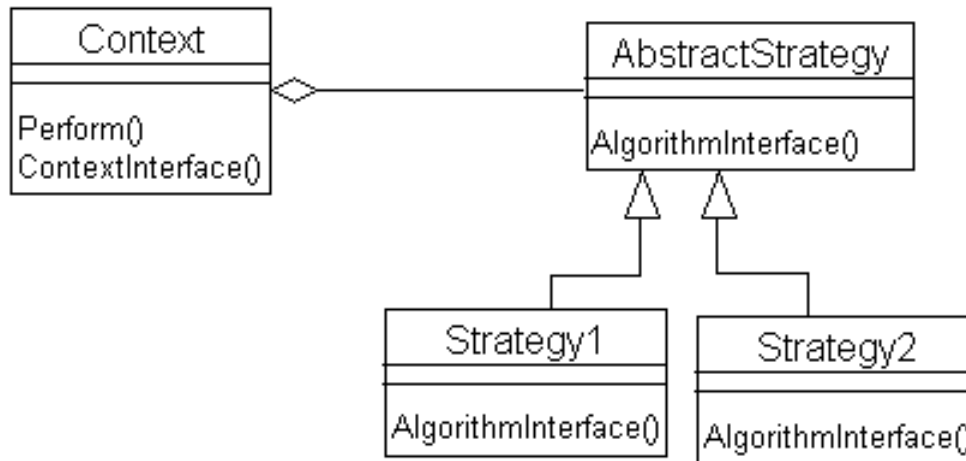 Context
Perform()
ContextInterface()
AbstractStrategy
AlgorithmInterface()
Strategy1
AlgorithmInterface()
Strategy2
AlgorithmInterface()